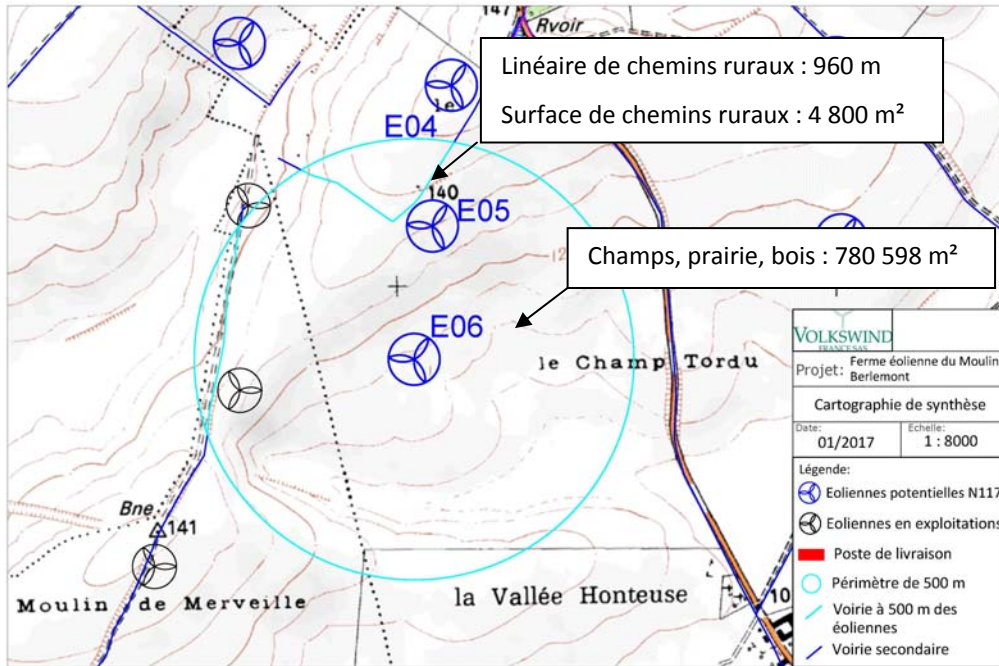 147
Rvoir
Linéaire de chemins ruraux : 960 m
Surface de chemins ruraux : 4 800 m²
le
E04
140
E05
Champs, prairie, bois : 780 598 m²
12
E06
le Champ Tordu
VOLKSWIND
FRANCE SAS
Projet: Ferme éolienne du Moulin
Berlemont
Cartographie de synthèse
Date: Echelle:
01/2017 1 : 8000
Légende:
Eoliennes potentielles N117
Eoliennes en exploitations
Poste de livraison
Périmètre de 500 m
Voirie à 500 m des
éoliennes
Voirie secondaire
Bne
141
Moulin de Merveille
la Vallée Honteuse
10